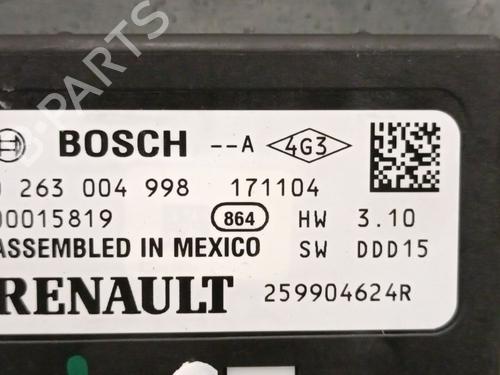 BOSCH --A 4G3
0 263 004 998 171104
00015819 864 HW 3.10
ASSEMBLED IN MEXICO SW DDD15
RENAULT 259904624R
B-PARTS